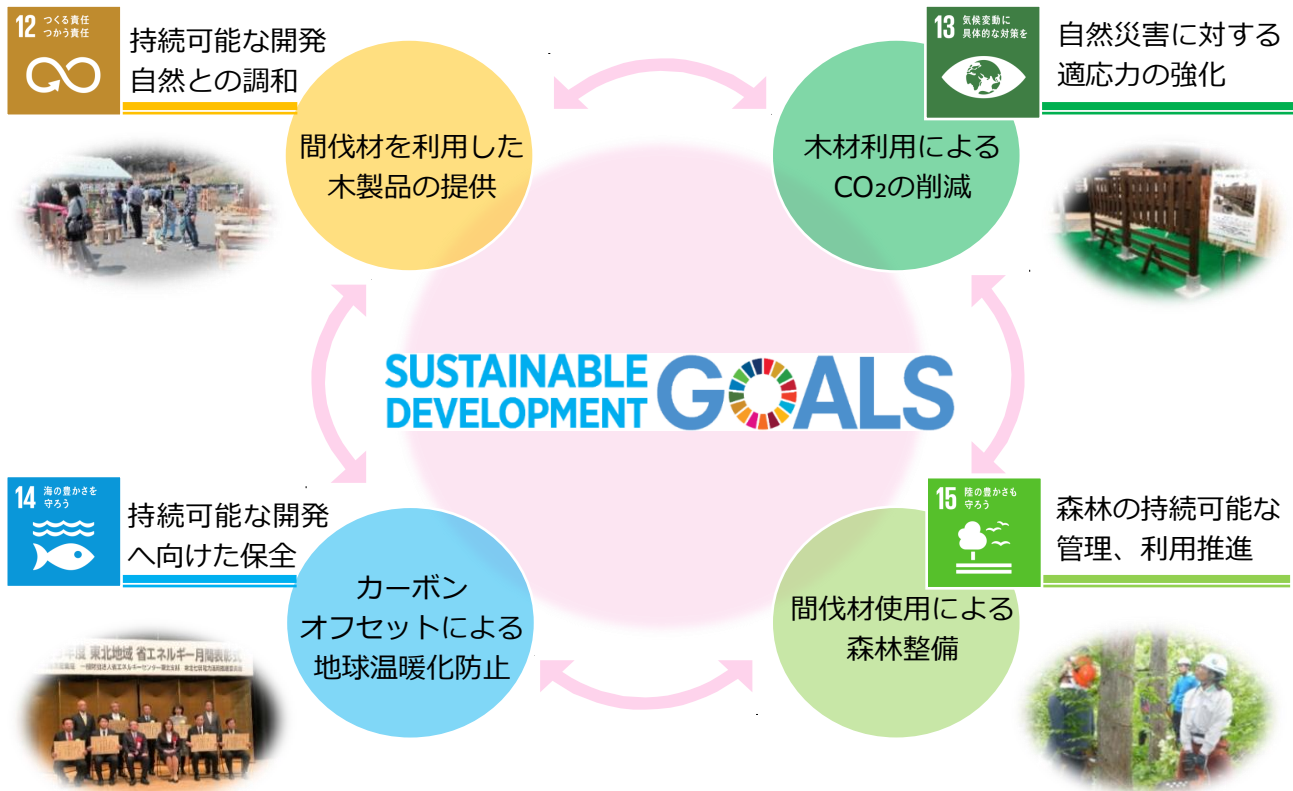 12 つくる責任
つかう責任
持続可能な開発
自然との調和
間伐材を利用した
木製品の提供
13 気候変動に
具体的な対策を
自然災害に対する
適応力の強化
木材利用による
CO₂の削減
SUSTAINABLE
DEVELOPMENT
GOALS
14 海の豊かさを
守ろう
持続可能な開発
へ向けた保全
カーボン
オフセットによる
地球温暖化防止
年度 東北地域 省エネルギー月間表彰式
15 陸の豊かさも
守ろう
森林の持続可能な
管理、利用推進
間伐材使用による
森林整備